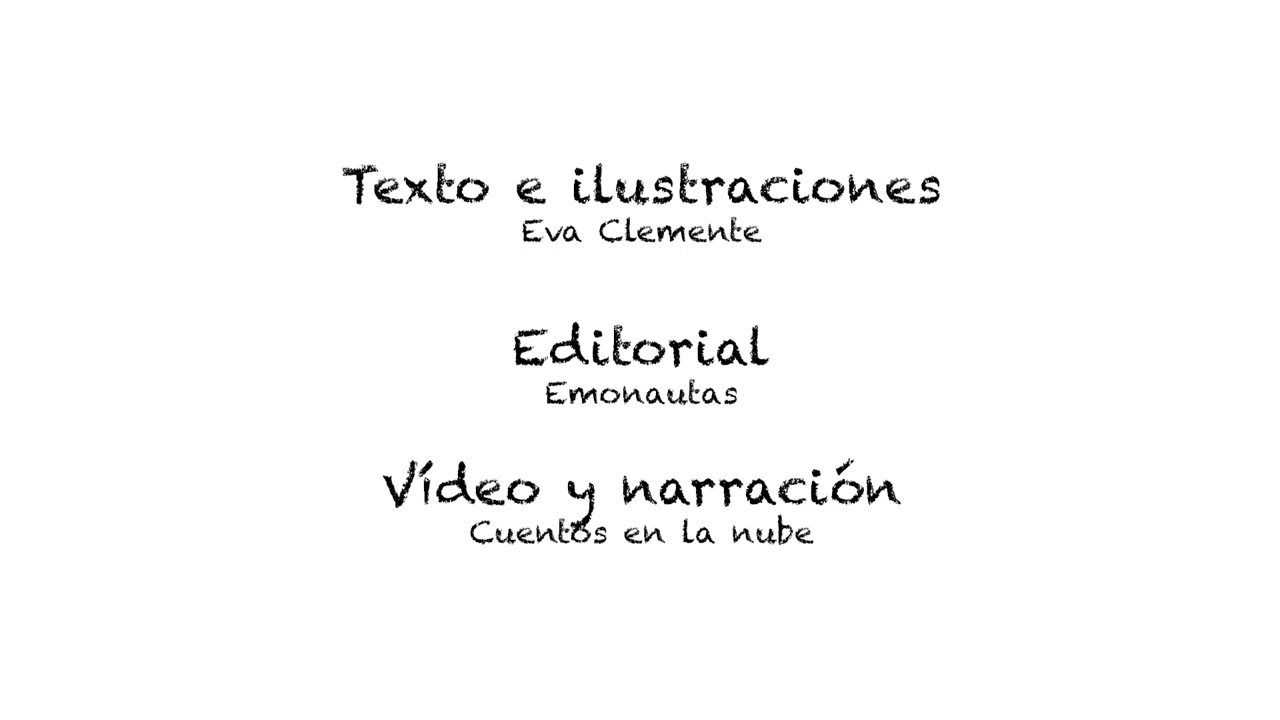 Texto e ilustraciones
Eva Clemente
Editorial
Emonautas
Vídeo y narración
Cuentos en la nube